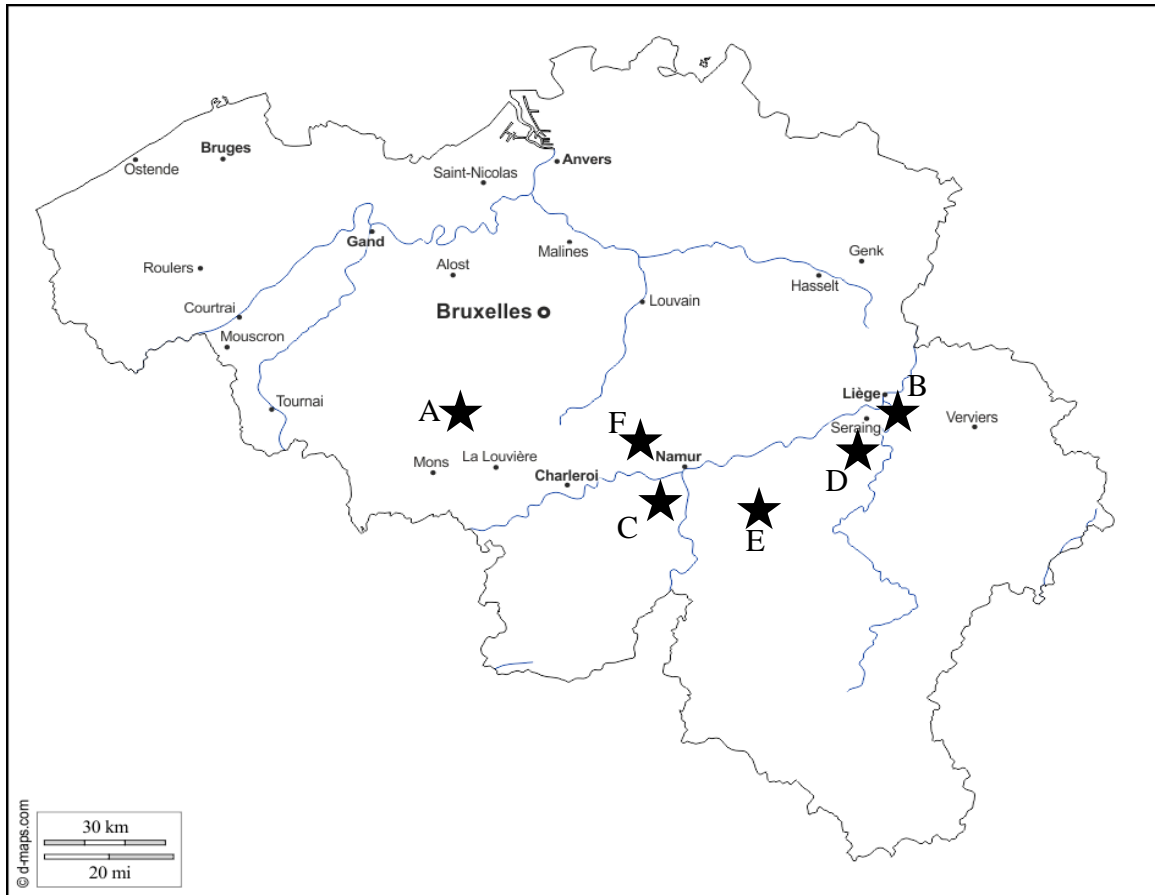 Ostende
Bruges
Saint-Nicolas
Anvers
Gand
Malines
Genk
Roulers
Alost
Hasselt
Courtrai
Bruxelles
Louvain
Mouscron
Tournai
A
F
Liège
B
Seraing
Verviers
Mons
La Louvière
Charleroi
Namur
D
C
E
30 km
20 mi
© d-maps.com